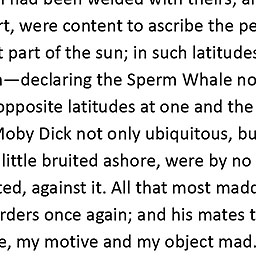 had been welded with theirs, a
rt, were content to ascribe the pe
t part of the sun; in such latitudes
—declaring the Sperm Whale no
opposite latitudes at one and the
Moby Dick not only ubiquitous, bu
little bruited ashore, were by no
ted, against it. All that most madd
rders once again; and his mates t
e, my motive and my object mad.